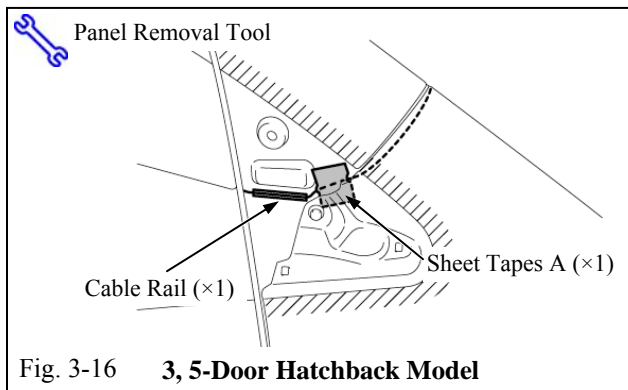 Panel Removal Tool
Cable Rail (×1)
Sheet Tapes A (×1)
Fig. 3-16 3, 5-Door Hatchback Model